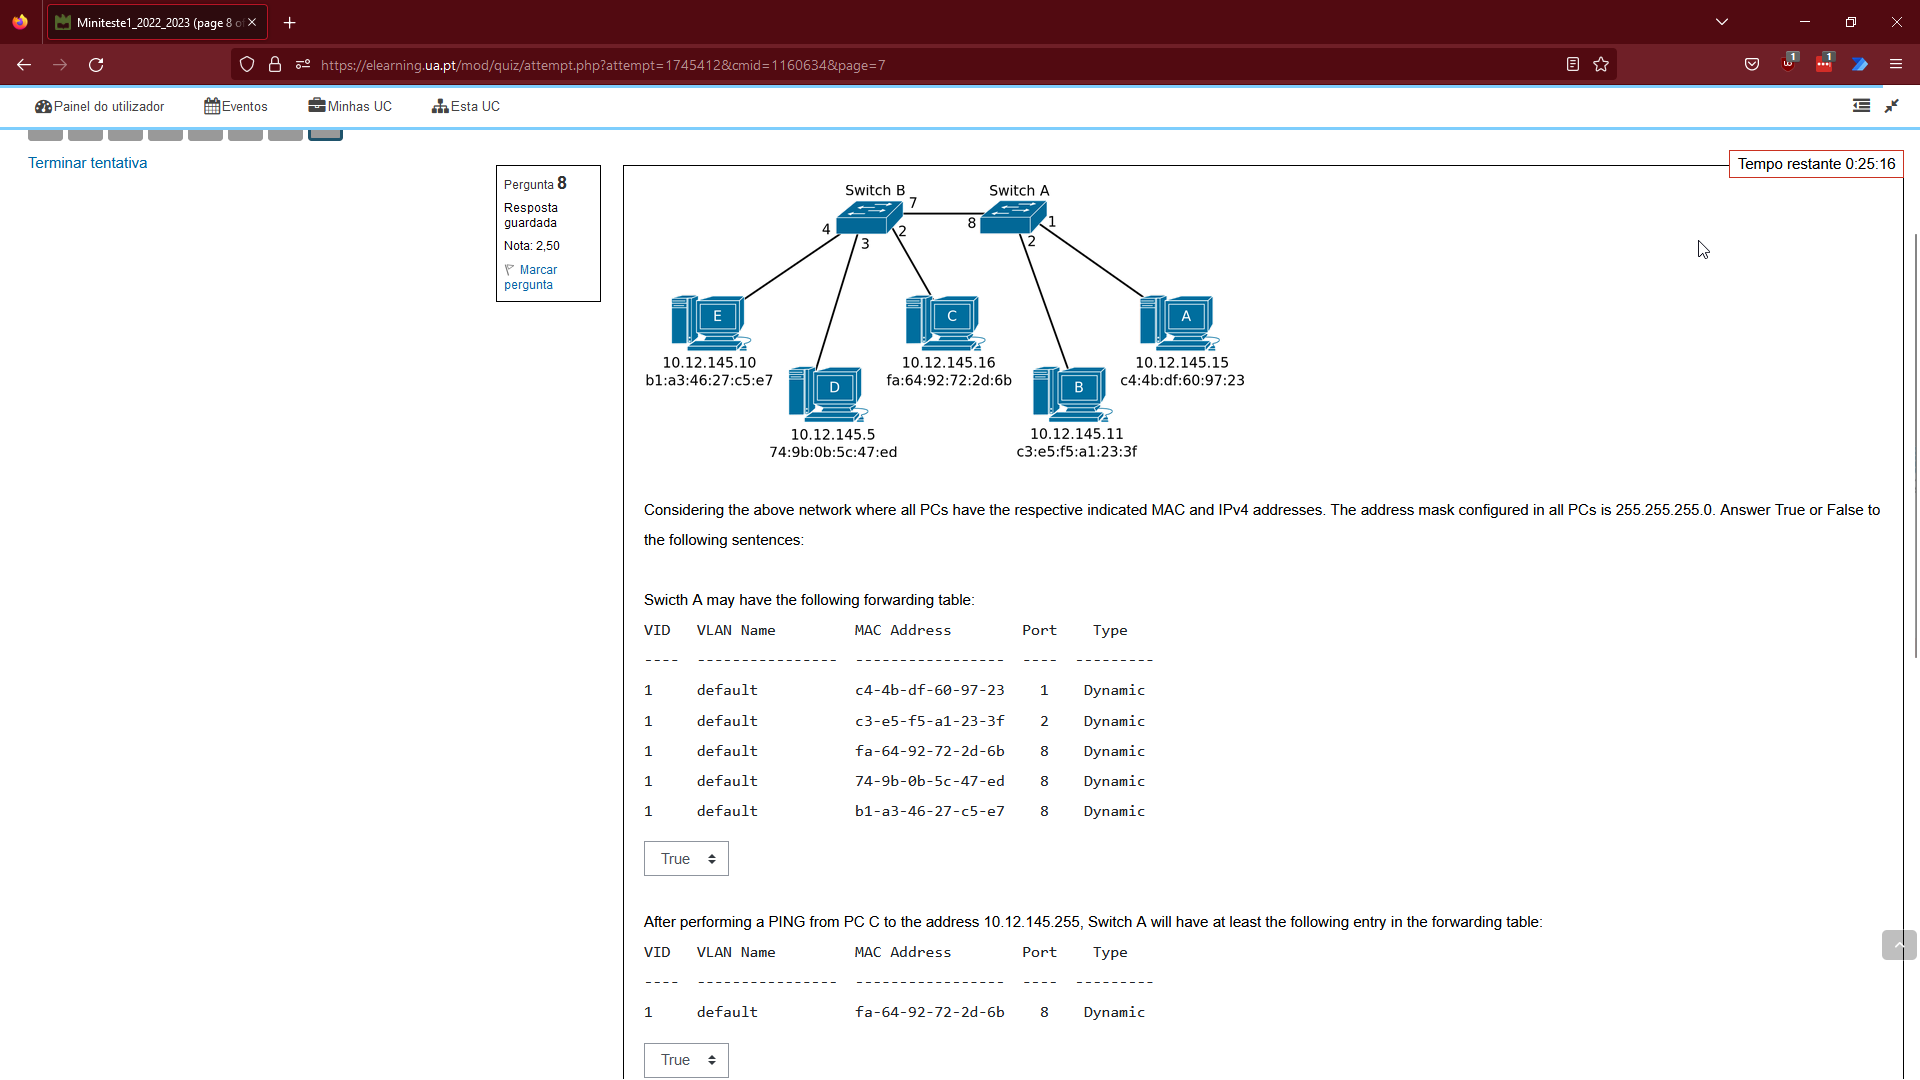 Miniteste1_2022_2023 (page 8 o
https://elearning.ua.pt/mod/quiz/attempt.php?attempt=1745412&cmid=1160634&page=7
1
1
Painel do utilizador
Eventos
Minhas UC
Esta UC
Terminar tentativa
Tempo restante 0:25:16
Pergunta 8
Resposta
guardada
Nota: 2,50
Marcar
pergunta
Switch B
Switch A
7
8
1
4
3
2
2
E
C
A
10.12.145.10
b1:a3:46:27:c5:e7
10.12.145.16
fa:64:92:72:2d:6b
10.12.145.15
c4:4b:df:60:97:23
D
B
10.12.145.5
74:9b:0b:5c:47:ed
10.12.145.11
c3:e5:f5:a1:23:3f
Considering the above network where all PCs have the respective indicated MAC and IPv4 addresses. The address mask configured in all PCs is 255.255.255.0. Answer True or False to
the following sentences:
Swicth A may have the following forwarding table:
VID VLAN Name MAC Address Port Type
---- ---------------- ----------------- ---- ---------
1 default c4-4b-df-60-97-23 1 Dynamic
1 default c3-e5-f5-a1-23-3f 2 Dynamic
1 default fa-64-92-72-2d-6b 8 Dynamic
1 default 74-9b-0b-5c-47-ed 8 Dynamic
1 default b1-a3-46-27-c5-e7 8 Dynamic
True
After performing a PING from PC C to the address 10.12.145.255, Switch A will have at least the following entry in the forwarding table:
VID VLAN Name MAC Address Port Type
---- ---------------- ----------------- ---- ---------
1 default fa-64-92-72-2d-6b 8 Dynamic
True